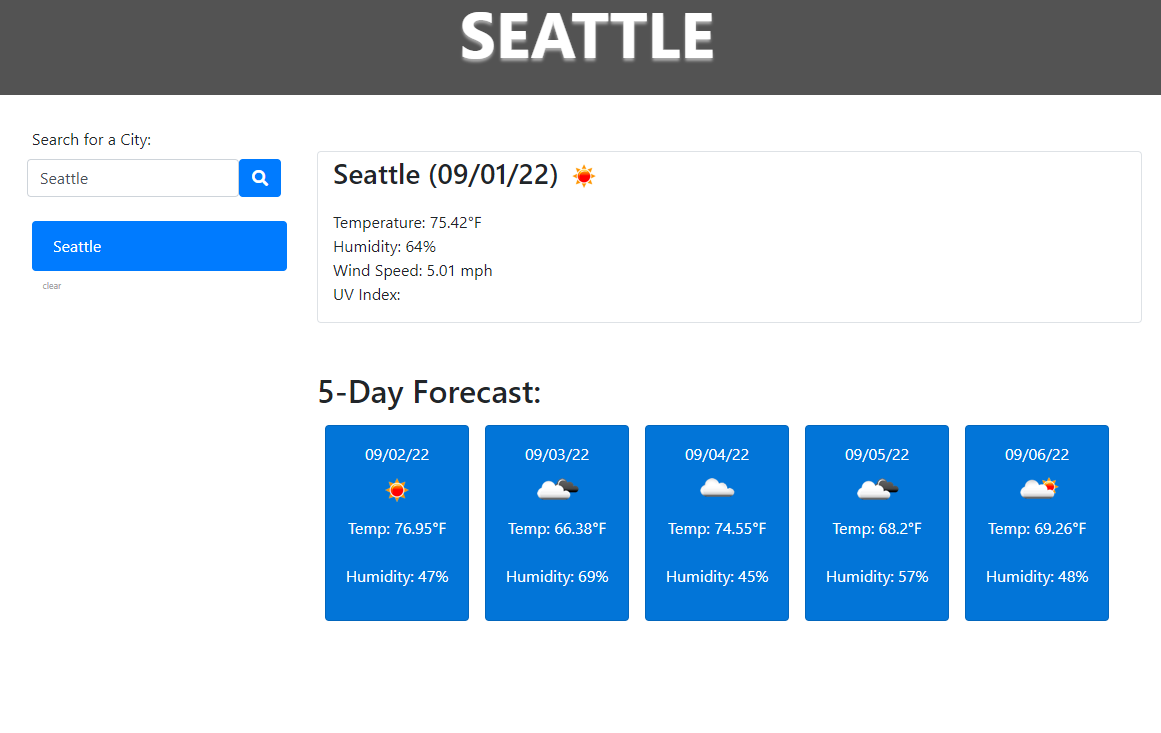 SEATTLE
Search for a City:
Seattle
Seattle
clear
Seattle (09/01/22)
Temperature: 75.42°F
Humidity: 64%
Wind Speed: 5.01 mph
UV Index:
5-Day Forecast:
09/02/22
Temp: 76.95°F
Humidity: 47%
09/03/22
Temp: 66.38°F
Humidity: 69%
09/04/22
Temp: 74.55°F
Humidity: 45%
09/05/22
Temp: 68.2°F
Humidity: 57%
09/06/22
Temp: 69.26°F
Humidity: 48%